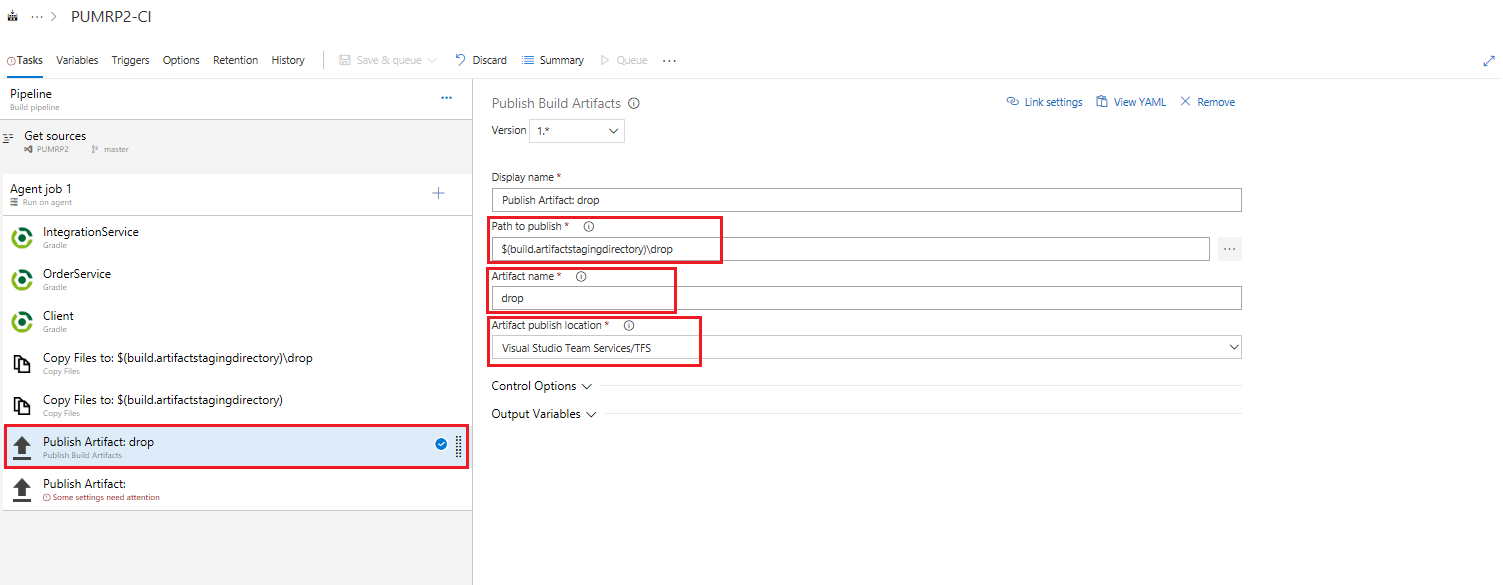 ··· > PUMRP2-CI
Tasks Variables Triggers Options Retention History Save & queue Discard Summary Queue ···
Pipeline ···
Build pipeline
Get sources
PUMRP2 master
Agent job 1 +
Run on agent
IntegrationService
Gradle
OrderService
Gradle
Client
Gradle
Copy Files to: $(build.artifactstagingdirectory)\drop
Copy Files
Copy Files to: $(build.artifactstagingdirectory)
Copy Files
Publish Artifact: drop
Publish Build Artifacts
Publish Artifact:
Some settings need attention
Publish Build Artifacts
Link settings View YAML Remove
Version 1.*
Display name *
Publish Artifact: drop
Path to publish *
$(build.artifactstagingdirectory)\drop ···
Artifact name *
drop
Artifact publish location *
Visual Studio Team Services/TFS
Control Options
Output Variables